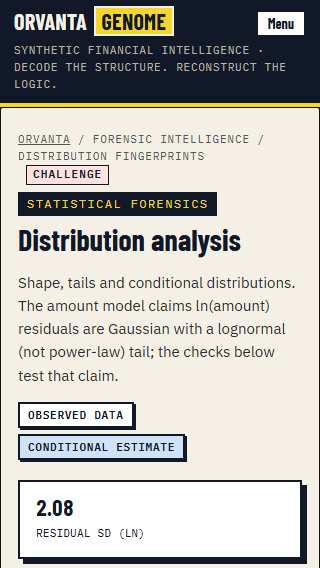 ORVANTA GENOME
Menu
SYNTHETIC FINANCIAL INTELLIGENCE ·
DECODE THE STRUCTURE. RECONSTRUCT THE
LOGIC.
ORVANTA / FORENSIC INTELLIGENCE /
DISTRIBUTION FINGERPRINTS
CHALLENGE
STATISTICAL FORENSICS
Distribution analysis
Shape, tails and conditional distributions.
The amount model claims ln(amount)
residuals are Gaussian with a lognormal
(not power-law) tail; the checks below
test that claim.
OBSERVED DATA
CONDITIONAL ESTIMATE
2.08
RESIDUAL SD (LN)